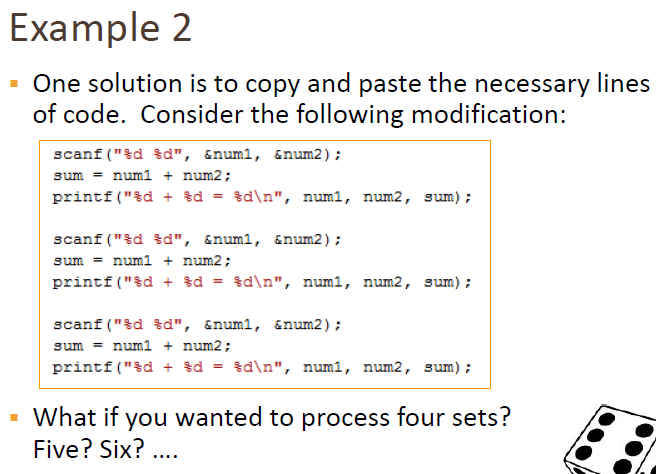 Example 2
▪ One solution is to copy and paste the necessary lines
of code.  Consider the following modification:
scanf("%d %d", &num1, &num2);
sum = num1 + num2;
printf("%d + %d = %d\n", num1, num2, sum);
scanf("%d %d", &num1, &num2);
sum = num1 + num2;
printf("%d + %d = %d\n", num1, num2, sum);
scanf("%d %d", &num1, &num2);
sum = num1 + num2;
printf("%d + %d = %d\n", num1, num2, sum);
▪ What if you wanted to process four sets?
Five? Six? ....